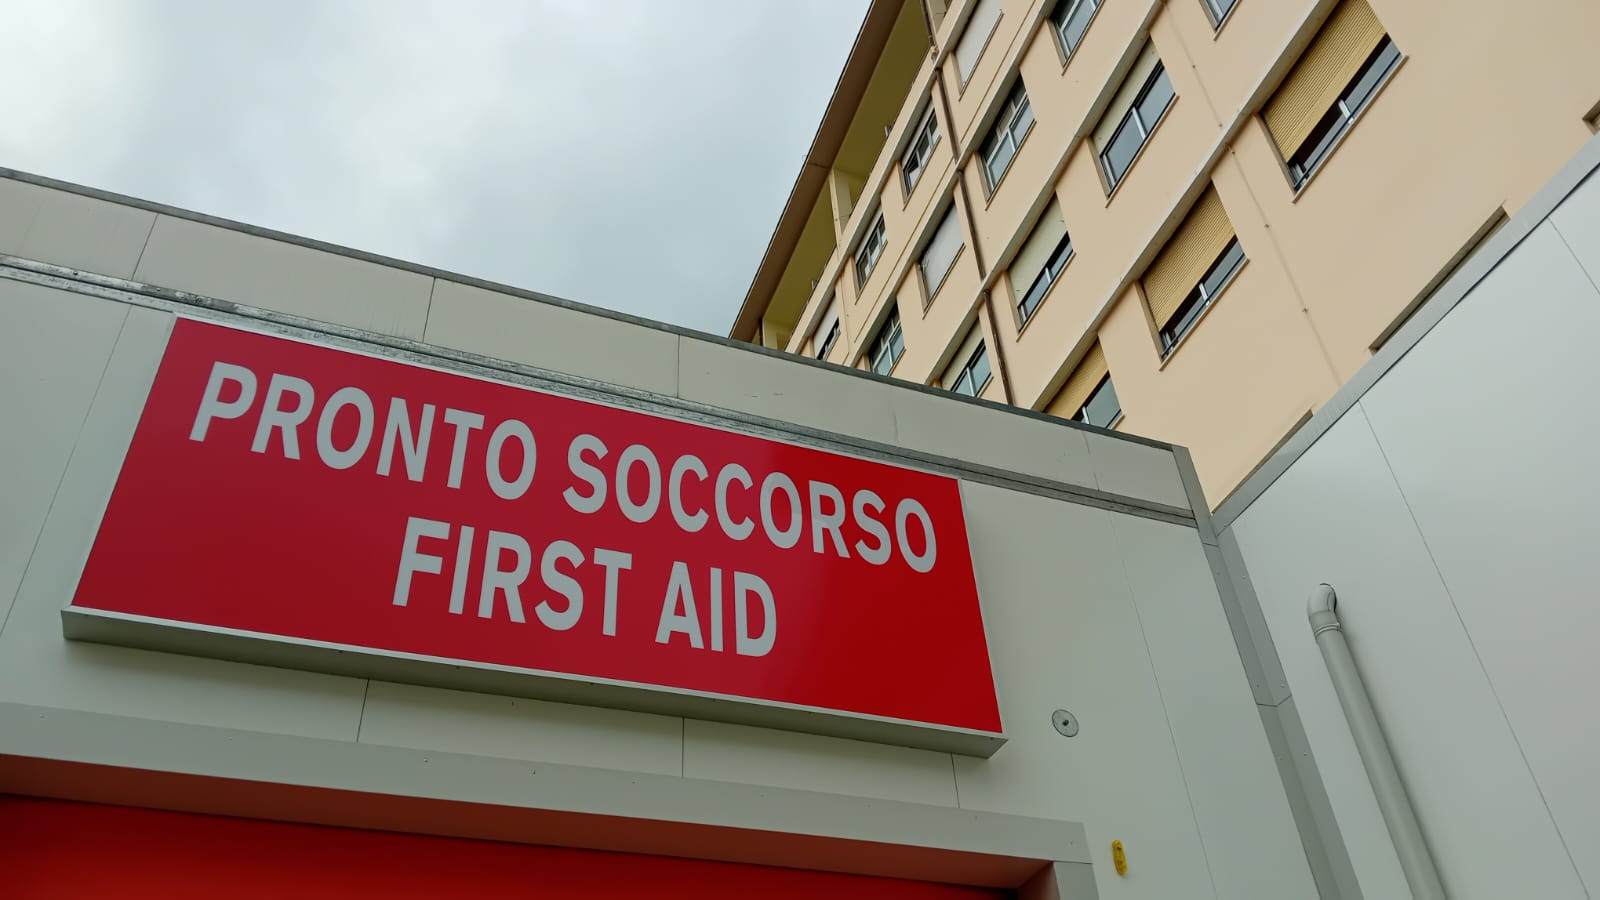 PRONTO SOCCORSO
FIRST AID